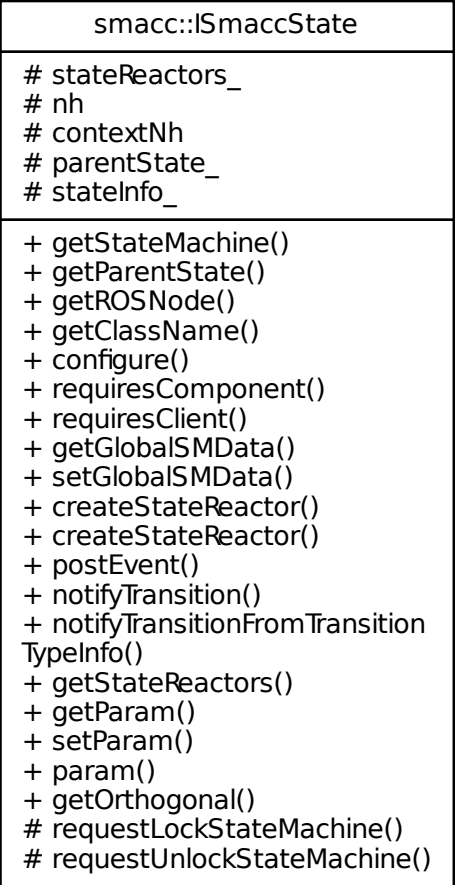 smacc::ISmaccState
# stateReactors_
# nh
# contextNh
# parentState_
# stateInfo_
+ getStateMachine()
+ getParentState()
+ getROSNode()
+ getClassName()
+ configure()
+ requiresComponent()
+ requiresClient()
+ getGlobalSMData()
+ setGlobalSMData()
+ createStateReactor()
+ createStateReactor()
+ postEvent()
+ notifyTransition()
+ notifyTransitionFromTransition
TypeInfo()
+ getStateReactors()
+ getParam()
+ setParam()
+ param()
+ getOrthogonal()
# requestLockStateMachine()
# requestUnlockStateMachine()